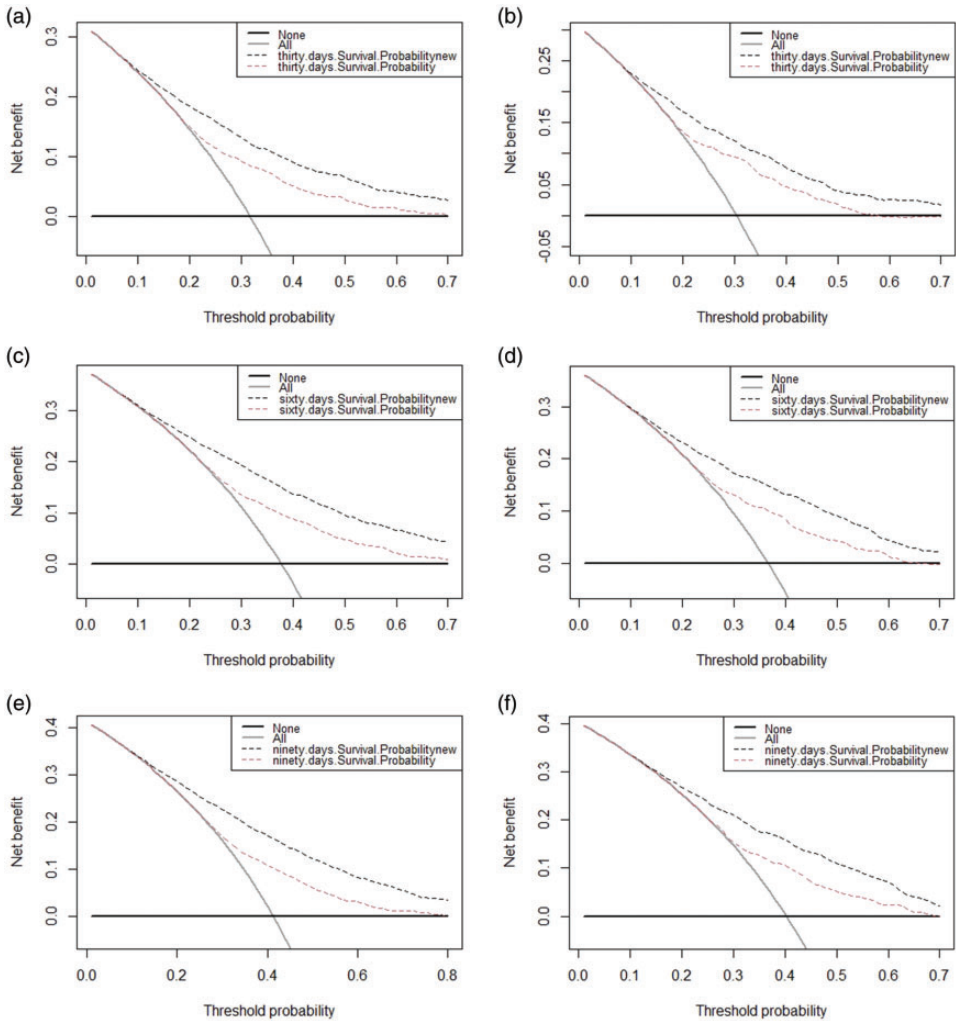 (a)
None
All
thirty.days.Survival.Probabilitynew
thirty.days.Survival.Probability
Net benefit
0.3
0.2
0.1
0.0
0.0 0.1 0.2 0.3 0.4 0.5 0.6 0.7
Threshold probability
(b)
None
All
thirty.days.Survival.Probabilitynew
thirty.days.Survival.Probability
Net benefit
0.25
0.15
0.05
-0.05
0.0 0.1 0.2 0.3 0.4 0.5 0.6 0.7
Threshold probability
(c)
None
All
sixty.days.Survival.Probabilitynew
sixty.days.Survival.Probability
Net benefit
0.3
0.2
0.1
0.0
0.0 0.1 0.2 0.3 0.4 0.5 0.6 0.7
Threshold probability
(d)
None
All
sixty.days.Survival.Probabilitynew
sixty.days.Survival.Probability
Net benefit
0.3
0.2
0.1
0.0
0.0 0.1 0.2 0.3 0.4 0.5 0.6 0.7
Threshold probability
(e)
None
All
ninety.days.Survival.Probabilitynew
ninety.days.Survival.Probability
Net benefit
0.4
0.3
0.2
0.1
0.0
0.0 0.2 0.4 0.6 0.8
Threshold probability
(f)
None
All
ninety.days.Survival.Probabilitynew
ninety.days.Survival.Probability
Net benefit
0.4
0.3
0.2
0.1
0.0
0.0 0.1 0.2 0.3 0.4 0.5 0.6 0.7
Threshold probability